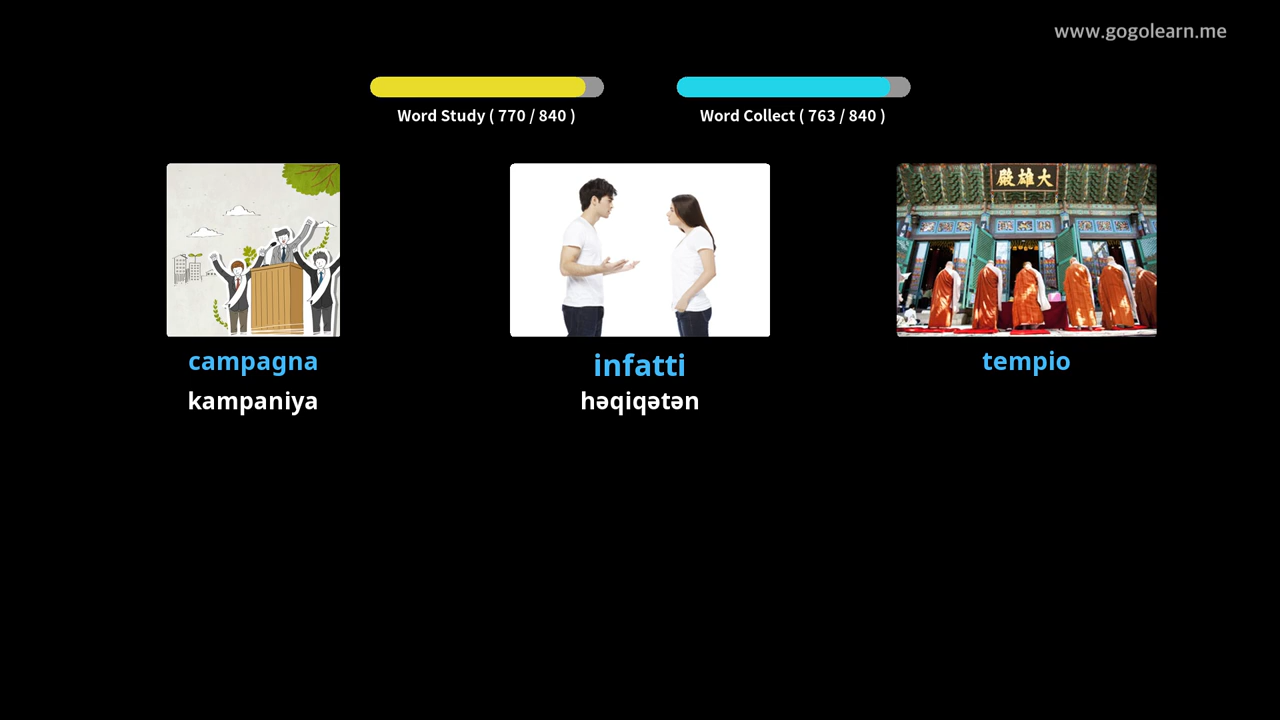 www.gogolearn.me
Word Study ( 770 / 840 )
Word Collect ( 763 / 840 )
大雄殿
campagna
infatti
tempio
kampaniya
həqiqətən